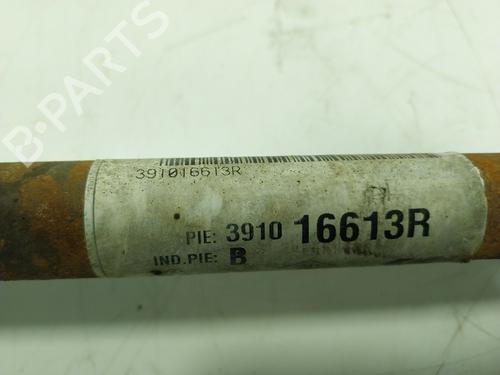 B-PARTS
391016613R
PIE: 3910 16613R
IND.PIE: B